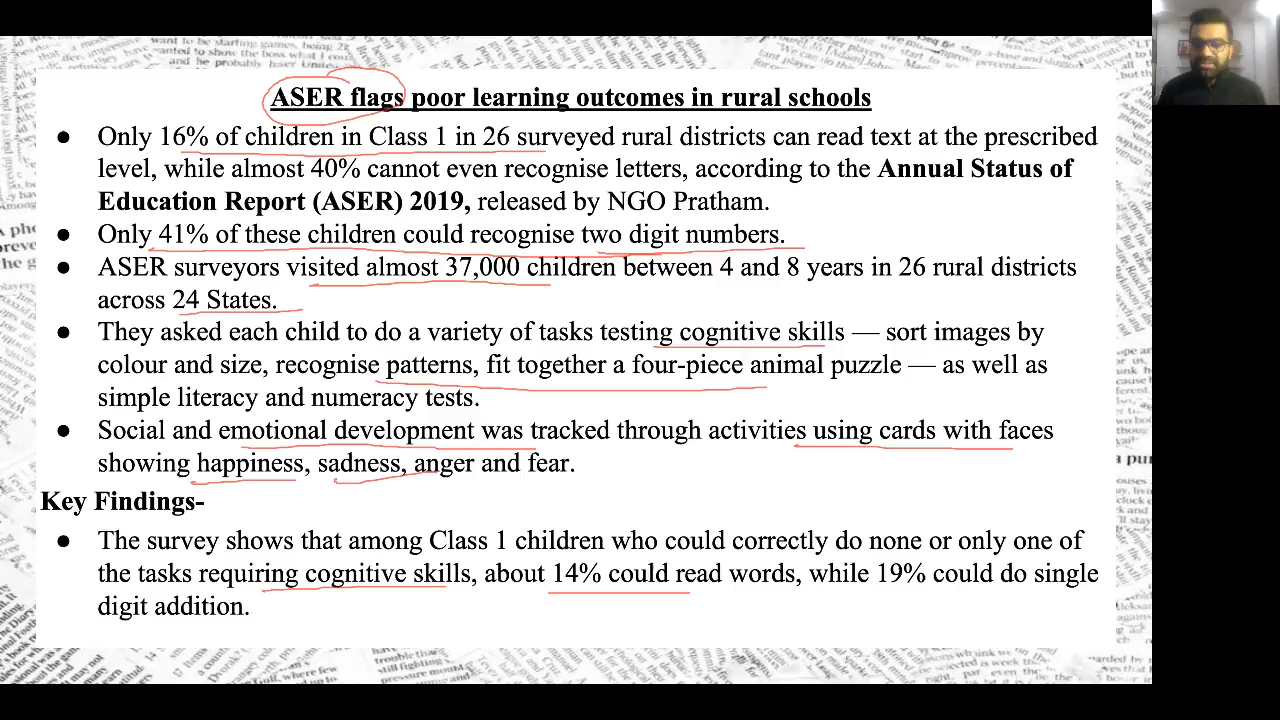 ASER flags poor learning outcomes in rural schools
● Only 16% of children in Class 1 in 26 surveyed rural districts can read text at the prescribed
level, while almost 40% cannot even recognise letters, according to the Annual Status of
Education Report (ASER) 2019, released by NGO Pratham.
● Only 41% of these children could recognise two digit numbers.
● ASER surveyors visited almost 37,000 children between 4 and 8 years in 26 rural districts
across 24 States.
● They asked each child to do a variety of tasks testing cognitive skills — sort images by
colour and size, recognise patterns, fit together a four-piece animal puzzle — as well as
simple literacy and numeracy tests.
● Social and emotional development was tracked through activities using cards with faces
showing happiness, sadness, anger and fear.
Key Findings-
● The survey shows that among Class 1 children who could correctly do none or only one of
the tasks requiring cognitive skills, about 14% could read words, while 19% could do single
digit addition.